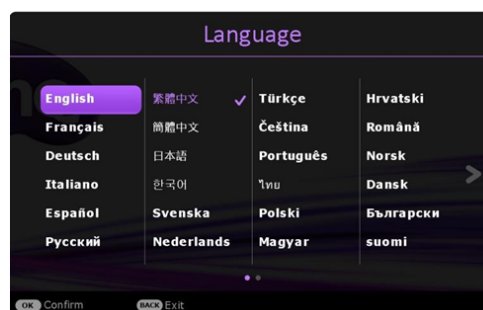 Language
English
Français
Deutsch
Italiano
Español
Русский
繁體中文
簡體中文
日本語
한국어
Svenska
Nederlands
Türkçe
Čeština
Português
ไทย
Polski
Magyar
Hrvatski
Română
Norsk
Dansk
Български
suomi
OK Confirm
BACK Exit